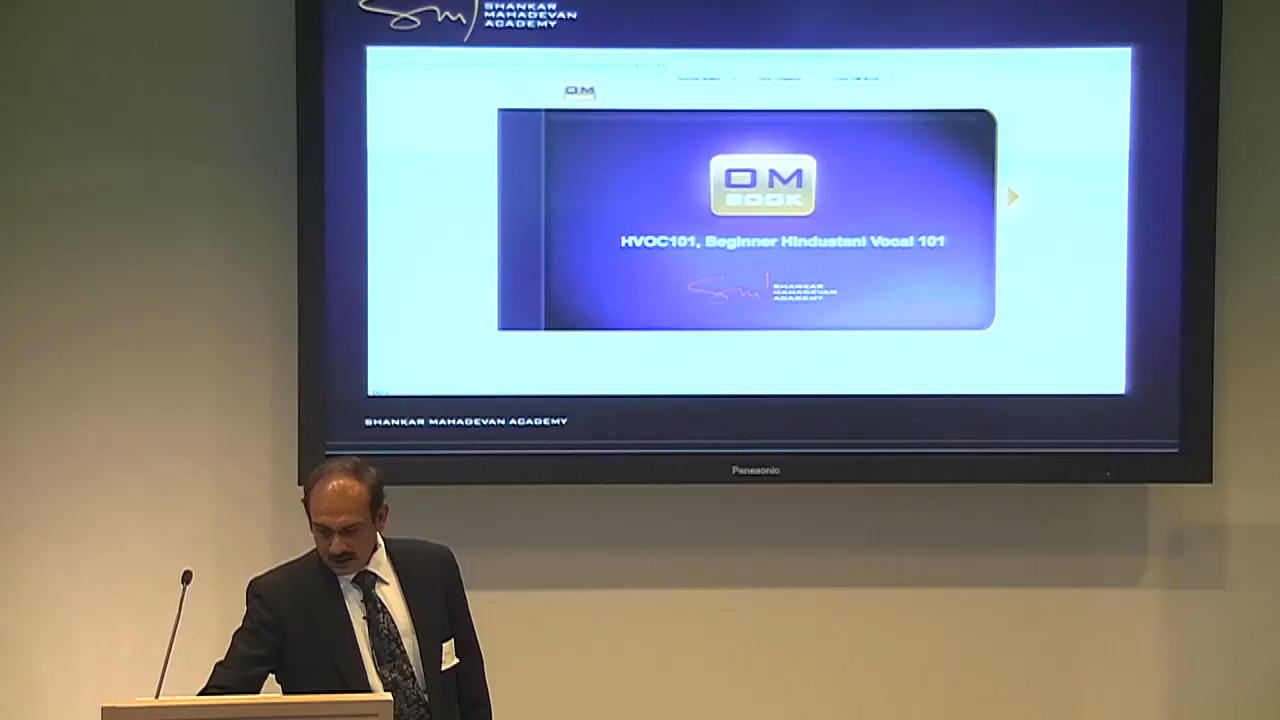 SHANKAR
MAHADEVAN
ACADEMY
OM
OM
BOOK
HVOC101, Beginner Hindustani Vocal 101
SHANKAR
MAHADEVAN
ACADEMY
SHANKAR MAHADEVAN ACADEMY
Panasonic